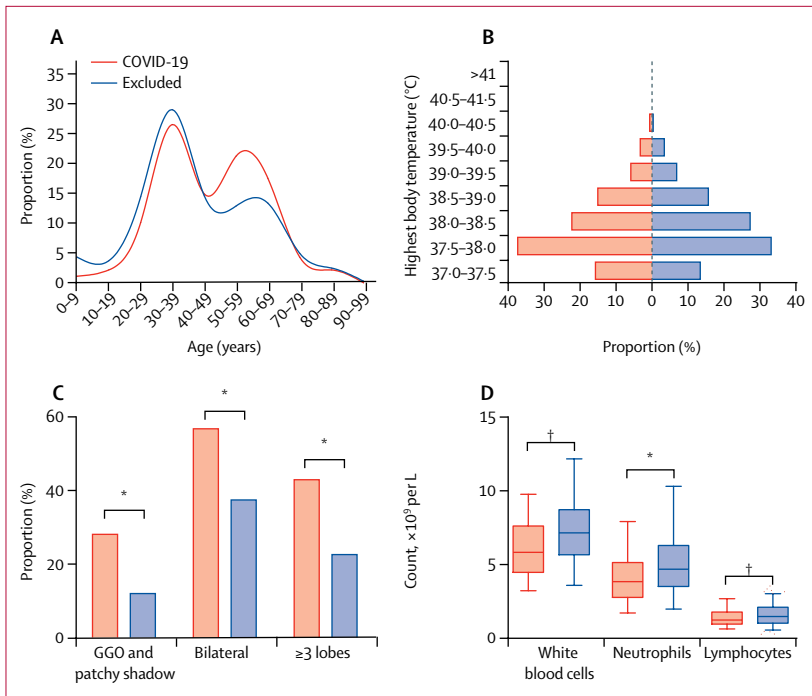 A
COVID-19
Excluded
Proportion (%)
35
30
25
20
15
10
5
0
0–9
10–19
20–29
30–39
40–49
50–59
60–69
70–79
80–89
90–99
Age (years)
B
Highest body temperature (°C)
>41
40·5–41·5
40·0–40·5
39·5–40·0
39·0–39·5
38·5–39·0
38·0–38·5
37·5–38·0
37·0–37·5
40 30 20 10 0 10 20 30 40
Proportion (%)
C
Proportion (%)
60
40
20
0
*
*
*
GGO and
patchy shadow
Bilateral
≥3 lobes
D
Count, ×10⁹ per L
15
10
5
0
†
*
†
White
blood cells
Neutrophils
Lymphocytes